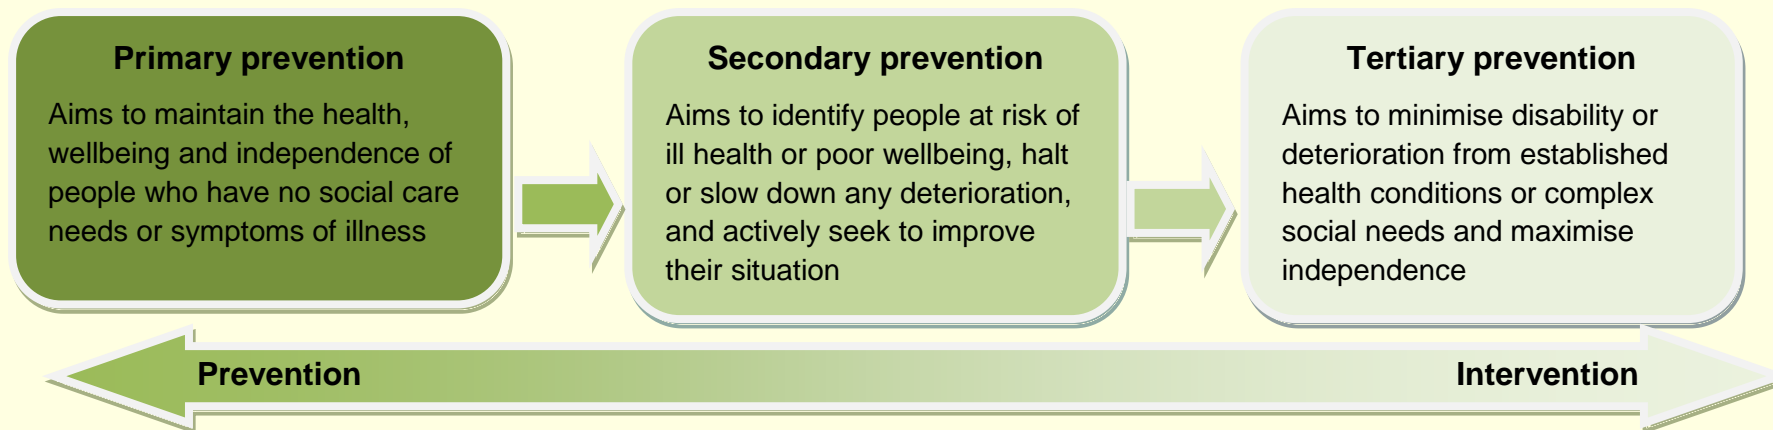 Primary prevention
Aims to maintain the health,
wellbeing and independence of
people who have no social care
needs or symptoms of illness
Secondary prevention
Aims to identify people at risk of
ill health or poor wellbeing, halt
or slow down any deterioration,
and actively seek to improve
their situation
Tertiary prevention
Aims to minimise disability or
deterioration from established
health conditions or complex
social needs and maximise
independence
Prevention
Intervention